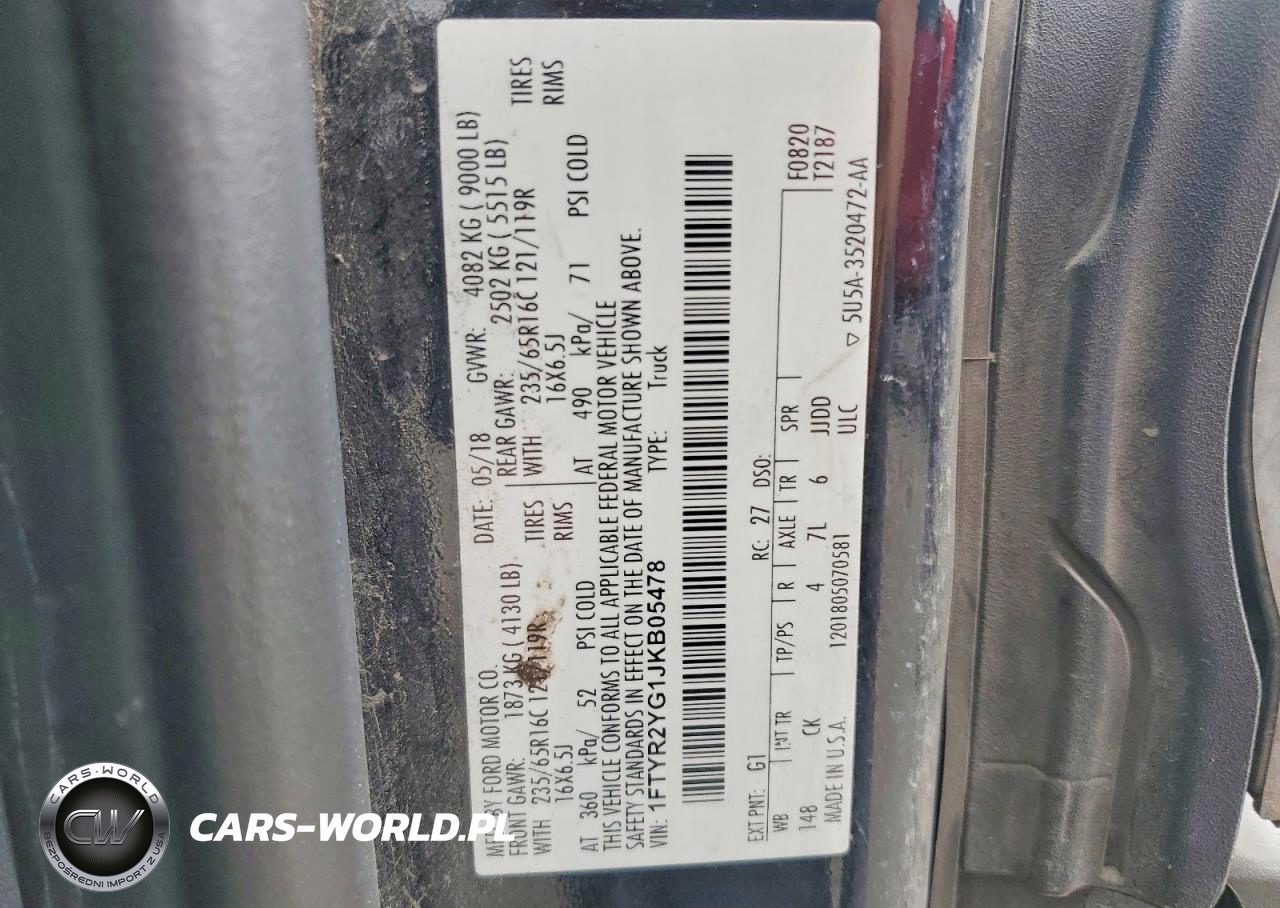 MFD BY FORD MOTOR CO.
DATE: 05/18 GVWR: 4082 KG ( 9000 LB)
FRONT GAWR: 1873 KG ( 4130 LB)
REAR GAWR: 2502 KG ( 5515 LB)
WITH 235/65R16C 121/119R TIRES
WITH 235/65R16C 121/119R TIRES
16X6.5J RIMS
16X6.5J RIMS
AT 360 kPa/ 52 PSI COLD
AT 490 kPa/ 71 PSI COLD
THIS VEHICLE CONFORMS TO ALL APPLICABLE FEDERAL MOTOR VEHICLE
SAFETY STANDARDS IN EFFECT ON THE DATE OF MANUFACTURE SHOWN ABOVE.
VIN: 1FTYR2YG1JKB05478 TYPE: Truck
EXT PNT: G1 RC: 27 DSO: F0820
WB INT TR TP/PS R AXLE TR SPR T2187
148 CK 4 7L 6 JJDD
MADE IN U.S.A. 1201805070581 ULC 5U5A-3520472-AA
CARS-WORLD
CW
BEZPOŚREDNI IMPORT Z USA
CARS-WORLD.PL